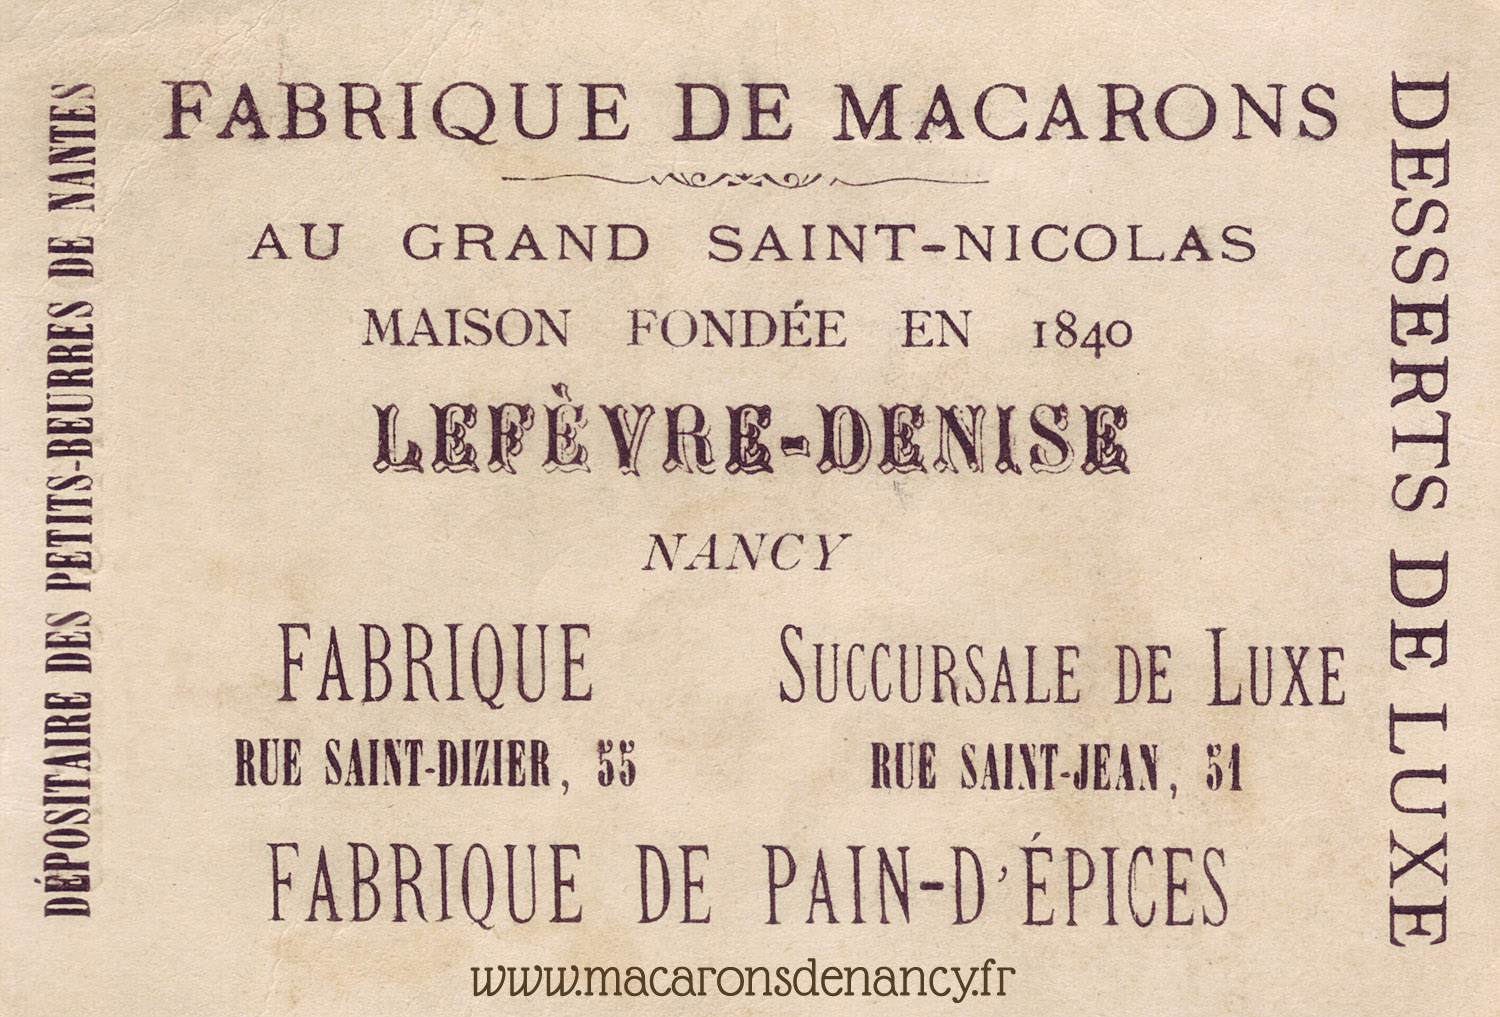 FABRIQUE DE MACARONS
AU GRAND SAINT-NICOLAS
MAISON FONDÉE EN 1840
LEFÈVRE-DENISE
NANCY
FABRIQUE
RUE SAINT-DIZIER, 55
SUCCURSALE DE LUXE
RUE SAINT-JEAN, 51
FABRIQUE DE PAIN-D'ÉPICES
DÉPOSITAIRE DES PETITS-BEURRES DE NANTES
DESSERTS DE LUXE
www.macaronsdenancy.fr